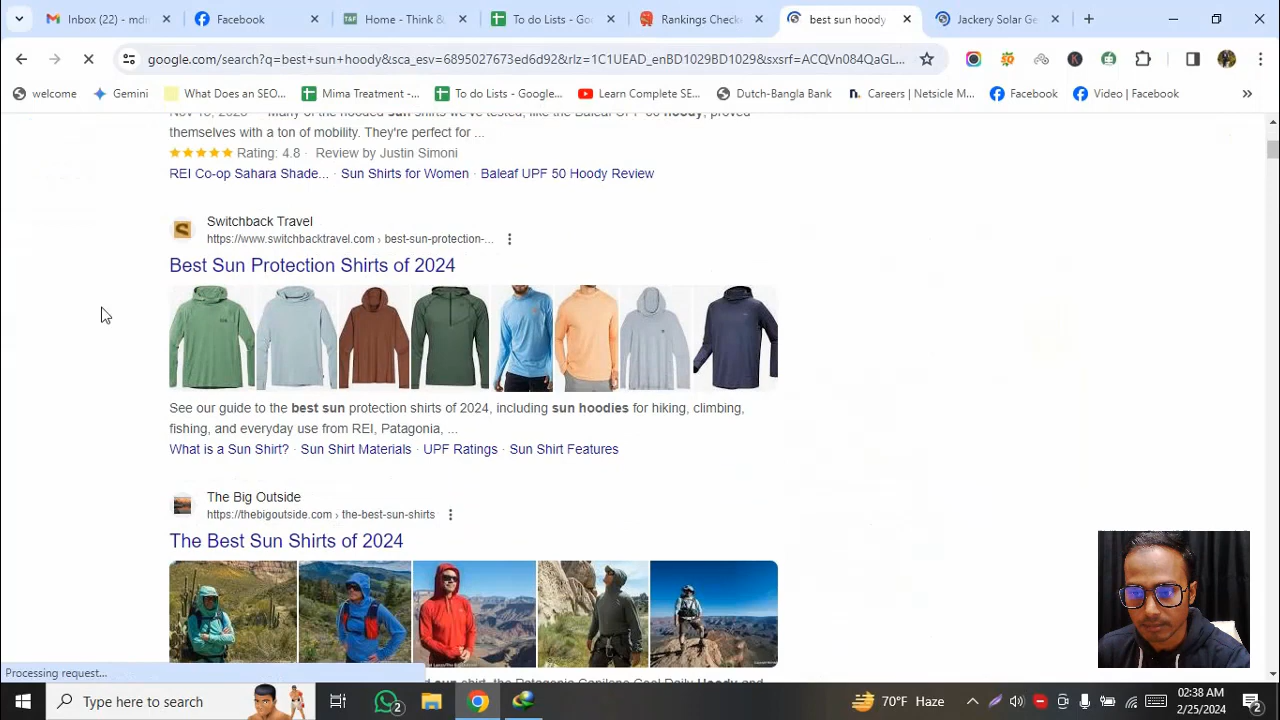 Inbox (22) - mdn
Facebook
Home - Think &
To do Lists - Goo
Rankings Checke
best sun hoody
Jackery Solar Ge
google.com/search?q=best+sun+hoody&sca_esv=6895027673ed6d92&rlz=1C1UEAD_enBD1029BD1029&sxsrf=ACQVn084QaGL...
welcome
Gemini
What Does an SEO...
Mima Treatment -...
To do Lists - Google...
Learn Complete SE...
Dutch-Bangla Bank
Careers | Netsicle M...
Facebook
Video | Facebook
themselves with a ton of mobility. They're perfect for ...
Rating: 4.8 · Review by Justin Simoni
REI Co-op Sahara Shade... · Sun Shirts for Women · Baleaf UPF 50 Hoody Review
Switchback Travel
https://www.switchbacktravel.com › best-sun-protection-...
Best Sun Protection Shirts of 2024
See our guide to the best sun protection shirts of 2024, including sun hoodies for hiking, climbing,
fishing, and everyday use from REI, Patagonia, ...
What is a Sun Shirt? · Sun Shirt Materials · UPF Ratings · Sun Shirt Features
The Big Outside
https://thebigoutside.com › the-best-sun-shirts
The Best Sun Shirts of 2024
Processing request...
Type here to search
2
70°F Haze
02:38 AM
2/25/2024
2